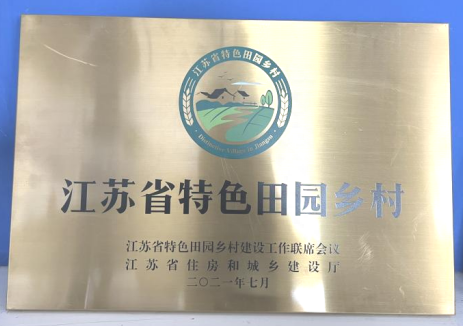 江苏省特色田园乡村
江苏省特色田园乡村
江苏省特色田园乡村建设工作联席会议
江苏省住房和城乡建设厅
二〇二一年七月